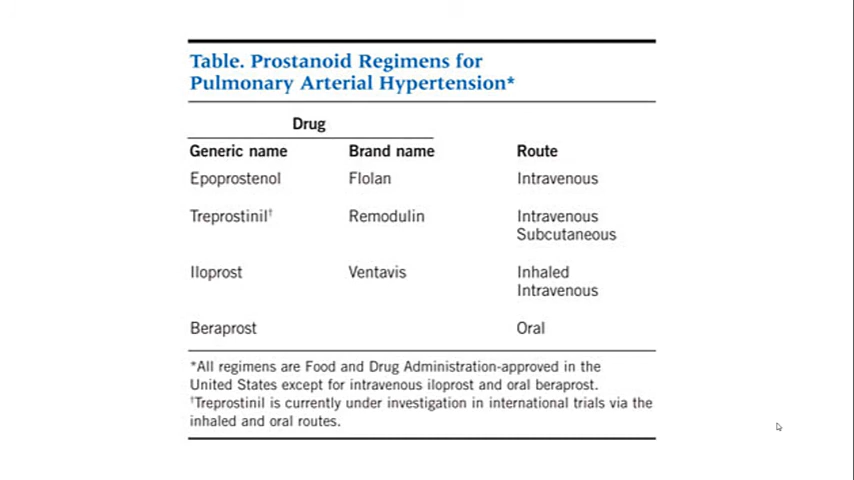 Table. Prostanoid Regimens for
Pulmonary Arterial Hypertension*
Drug
Generic name Brand name Route
Epoprostenol Flolan Intravenous
Treprostinil† Remodulin Intravenous
Subcutaneous
Iloprost Ventavis Inhaled
Intravenous
Beraprost Oral
*All regimens are Food and Drug Administration-approved in the
United States except for intravenous iloprost and oral beraprost.
†Treprostinil is currently under investigation in international trials via the
inhaled and oral routes.